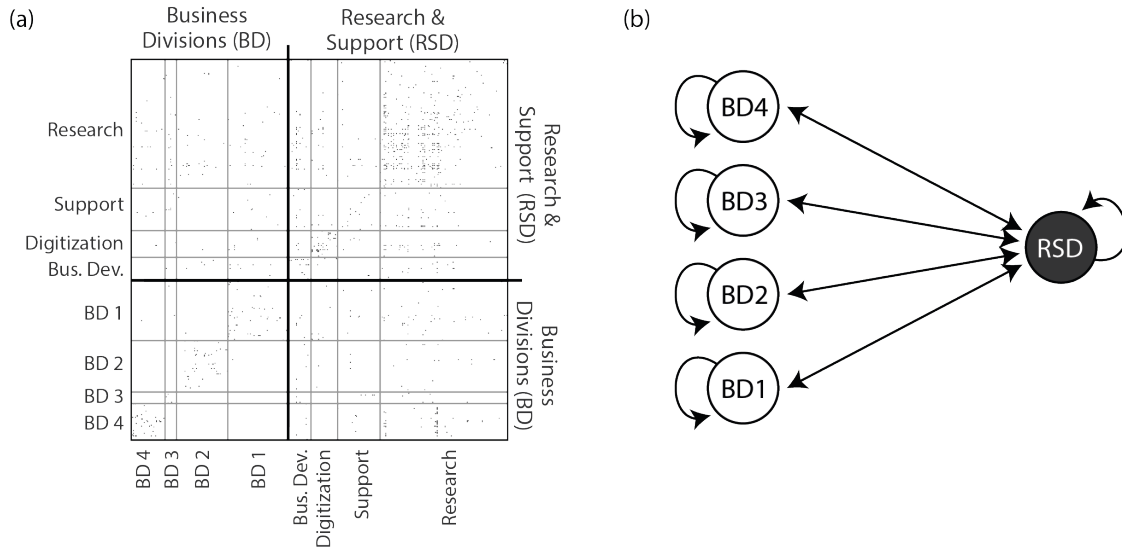 (a)
Business
Divisions (BD)
Research &
Support (RSD)
Research
Support
Digitization
Bus. Dev.
BD 1
BD 2
BD 3
BD 4
Research &
Support (RSD)
Business
Divisions (BD)
BD 4
BD 3
BD 2
BD 1
Bus. Dev.
Digitization
Support
Research
(b)
BD4
BD3
BD2
BD1
RSD